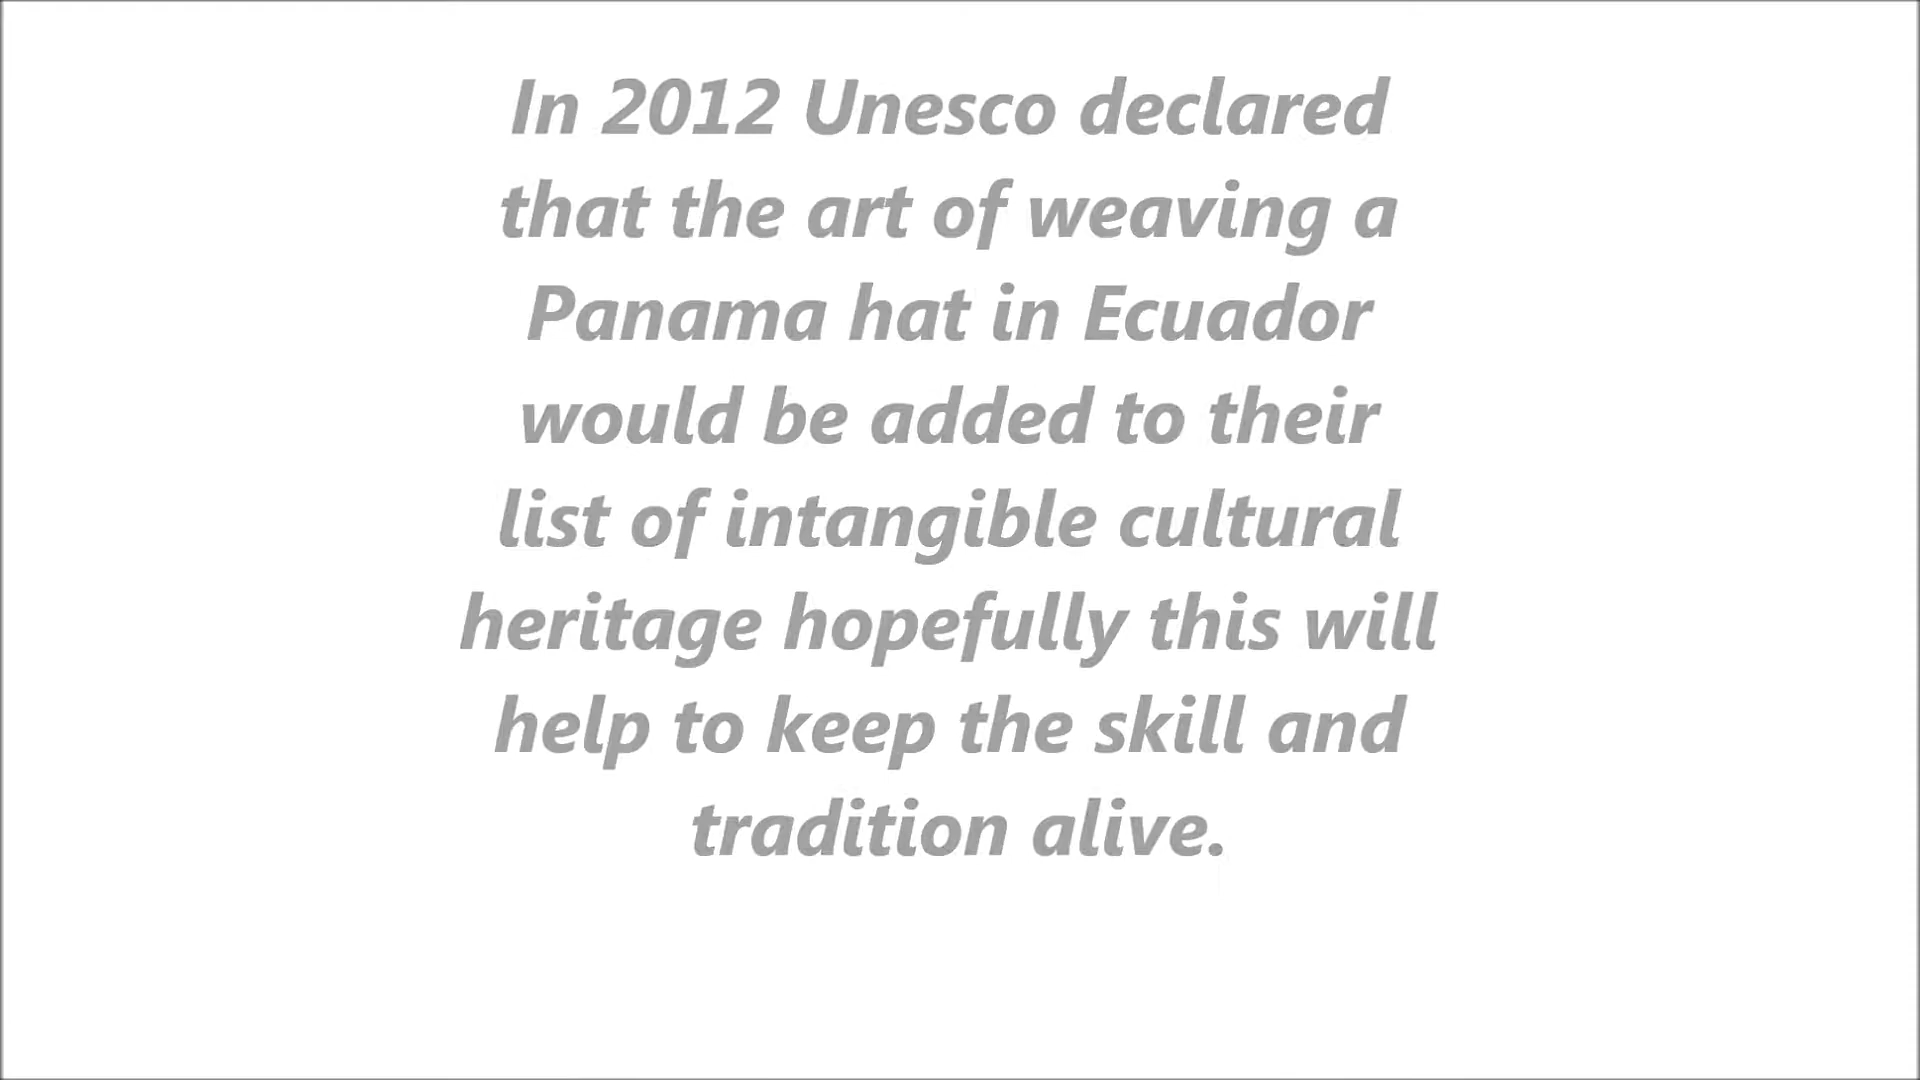 In 2012 Unesco declared
that the art of weaving a
Panama hat in Ecuador
would be added to their
list of intangible cultural
heritage hopefully this will
help to keep the skill and
tradition alive.